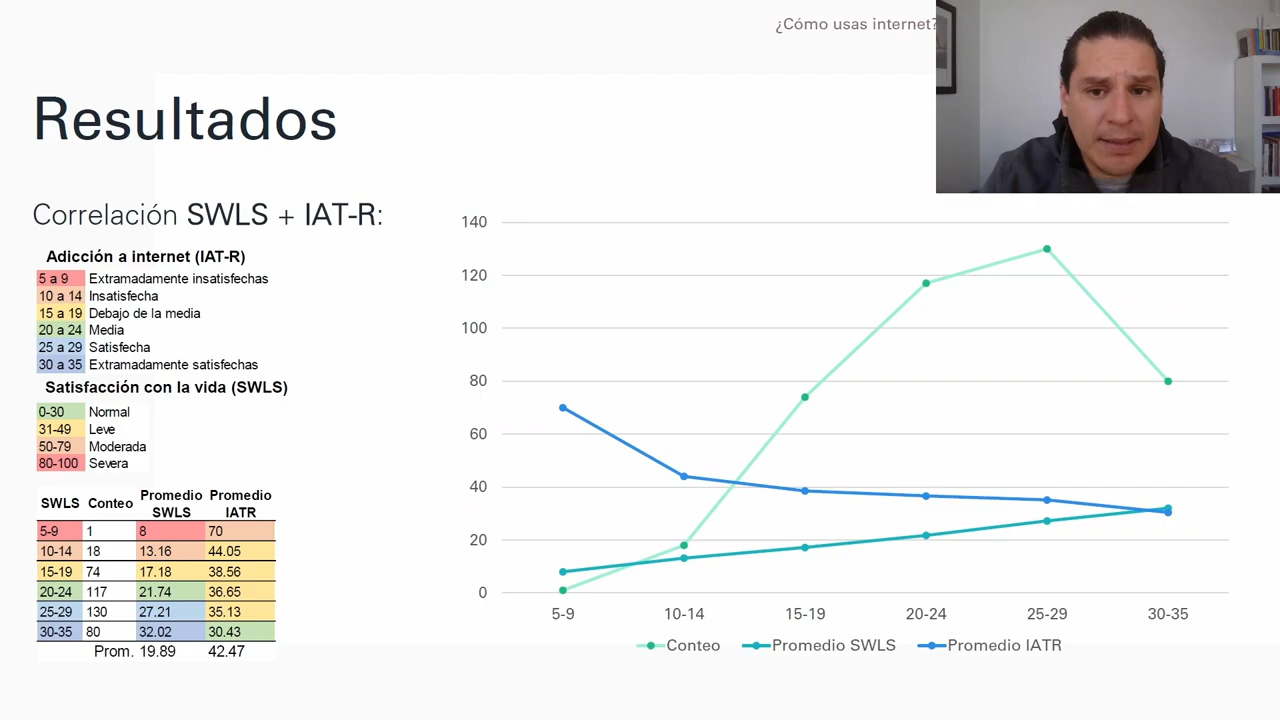 ¿Cómo usas internet?
Resultados
Correlación SWLS + IAT-R:
Adicción a internet (IAT-R)
5 a 9 Extramadamente insatisfechas
10 a 14 Insatisfecha
15 a 19 Debajo de la media
20 a 24 Media
25 a 29 Satisfecha
30 a 35 Extramadamente satisfechas
Satisfacción con la vida (SWLS)
0-30 Normal
31-49 Leve
50-79 Moderada
80-100 Severa
SWLS Conteo Promedio SWLS Promedio IATR
5-9 1 8 70
10-14 18 13.16 44.05
15-19 74 17.18 38.56
20-24 117 21.74 36.65
25-29 130 27.21 35.13
30-35 80 32.02 30.43
Prom. 19.89 42.47
140
120
100
80
60
40
20
0
5-9 10-14 15-19 20-24 25-29 30-35
Conteo Promedio SWLS Promedio IATR